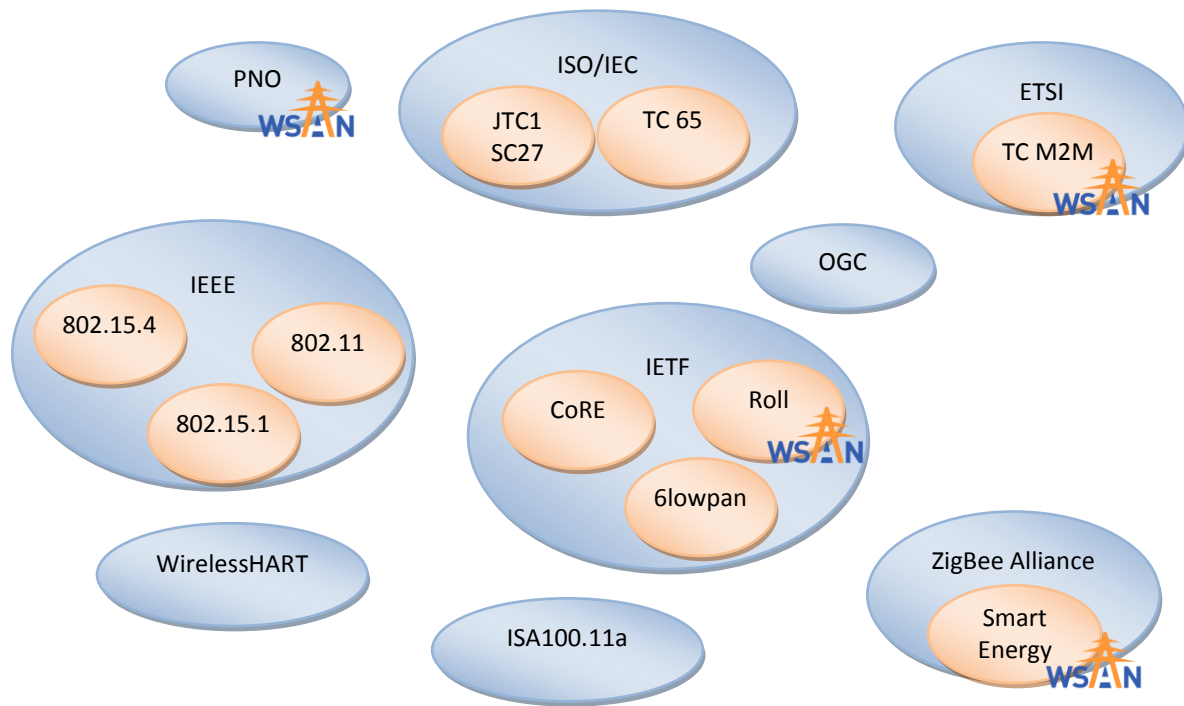 PNO
WSAN
ISO/IEC
JTC1
SC27
TC 65
ETSI
TC M2M
WSAN
OGC
IEEE
802.15.4
802.11
802.15.1
IETF
CoRE
Roll
WSAN
6lowpan
WirelessHART
ISA100.11a
ZigBee Alliance
Smart
Energy
WSAN